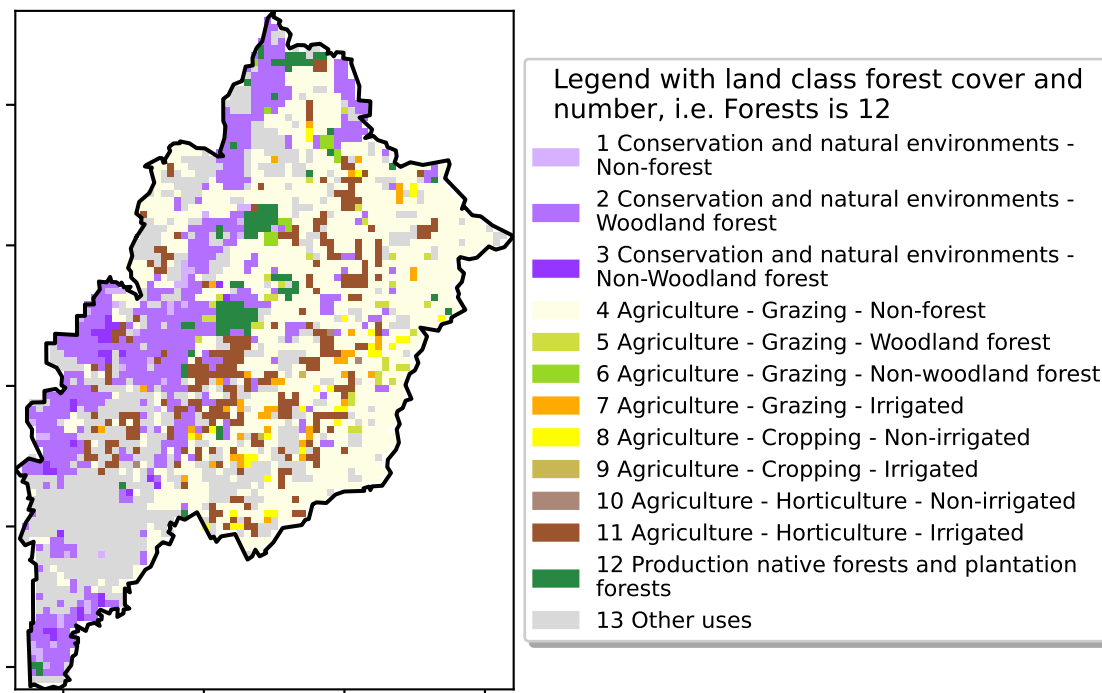 Legend with land class forest cover and
number, i.e. Forests is 12
1 Conservation and natural environments -
Non-forest
2 Conservation and natural environments -
Woodland forest
3 Conservation and natural environments -
Non-Woodland forest
4 Agriculture - Grazing - Non-forest
5 Agriculture - Grazing - Woodland forest
6 Agriculture - Grazing - Non-woodland forest
7 Agriculture - Grazing - Irrigated
8 Agriculture - Cropping - Non-irrigated
9 Agriculture - Cropping - Irrigated
10 Agriculture - Horticulture - Non-irrigated
11 Agriculture - Horticulture - Irrigated
12 Production native forests and plantation
forests
13 Other uses